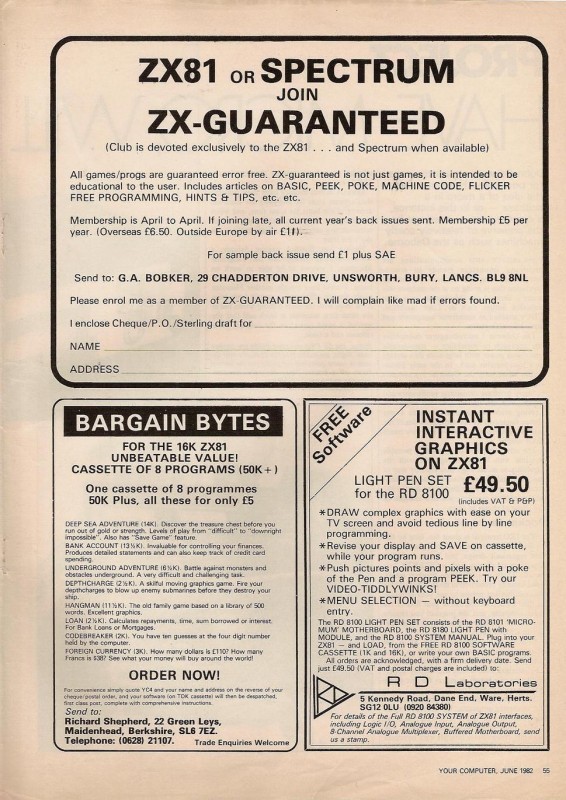 ZX81 OR SPECTRUM
JOIN
ZX-GUARANTEED
(Club is devoted exclusively to the ZX81 . . . and Spectrum when available)
All games/progs are guaranteed error free. ZX-guaranteed is not just games, it is intended to be
educational to the user. Includes articles on BASIC, PEEK, POKE, MACHINE CODE, FLICKER
FREE PROGRAMMING, HINTS & TIPS, etc. etc.
Membership is April to April. If joining late, all current year's back issues sent. Membership £5 per
year. (Overseas £6.50. Outside Europe by air £11).
For sample back issue send £1 plus SAE
Send to: G.A. BOBKER, 29 CHADDERTON DRIVE, UNSWORTH, BURY, LANCS. BL9 8NL
Please enrol me as a member of ZX-GUARANTEED. I will complain like mad if errors found.
I enclose Cheque/P.O./Sterling draft for
NAME
ADDRESS
BARGAIN BYTES
FOR THE 16K ZX81
UNBEATABLE VALUE!
CASSETTE OF 8 PROGRAMS (50K+)
One cassette of 8 programmes
50K Plus, all these for only £5
DEEP SEA ADVENTURE (14K). Discover the treasure chest before you
run out of gold or strength. Levels of play from "difficult" to "downright
impossible". Also has "Save Game" feature.
BANK ACCOUNT (13½K). Invaluable for controlling your finances.
Produces detailed statements and can also keep track of credit card
spending.
UNDERGROUND ADVENTURE (6½K). Battle against monsters and
obstacles underground. A very difficult and challenging task.
DEPTHCHARGE (2½K). A skilful moving graphics game. Fire your
depthcharges to blow up enemy submarines before they destroy your
ship.
HANGMAN (11½K). The old family game based on a library of 500
words. Excellent graphics.
LOAN (2½K). Calculates repayments, time, sum borrowed or interest.
For Bank Loans or Mortgages.
CODEBREAKER (2K). You have ten guesses at the four digit number
held by the computer.
FOREIGN CURRENCY (3K). How many dollars is £110? How many
Francs is $38? See what your money will buy around the world!
ORDER NOW!
For convenience simply quote YC4 and your name and address on the reverse of your
cheque/postal order, and your software (on TDK cassette) will then be despatched,
first class post, complete with comprehensive instructions.
Send to:
Richard Shepherd, 22 Green Leys,
Maidenhead, Berkshire, SL6 7EZ.
Telephone: (0628) 21107. Trade Enquiries Welcome
FREE
Software
INSTANT
INTERACTIVE
GRAPHICS
ON ZX81
LIGHT PEN SET £49.50
for the RD 8100 (includes VAT & P&P)
*DRAW complex graphics with ease on your
TV screen and avoid tedious line by line
programming.
*Revise your display and SAVE on cassette,
while your program runs.
*Push pictures points and pixels with a poke
of the Pen and a program PEEK. Try our
VIDEO-TIDDLYWINKS!
*MENU SELECTION — without keyboard
entry.
The RD 8100 LIGHT PEN SET consists of the RD 8101 'MICRO-
MUM' MOTHERBOARD, the RD 8180 LIGHT PEN with
MODULE, and the RD 8100 SYSTEM MANUAL. Plug into your
ZX81 — and LOAD, from the FREE RD 8100 SOFTWARE
CASSETTE (1K and 16K), or write your own BASIC programs.
All orders are acknowledged, with a firm delivery date. Send
just £49.50 (VAT and postal charges are included) to:
R D Laboratories
5 Kennedy Road, Dane End, Ware, Herts.
SG12 0LU (0920 84380)
For details of the Full RD 8100 SYSTEM of ZX81 interfaces,
including Logic I/O, Analogue Input, Analogue Output,
8-Channel Analogue Multiplexer, Buffered Motherboard, send
us a stamp.
YOUR COMPUTER, JUNE 1982 55